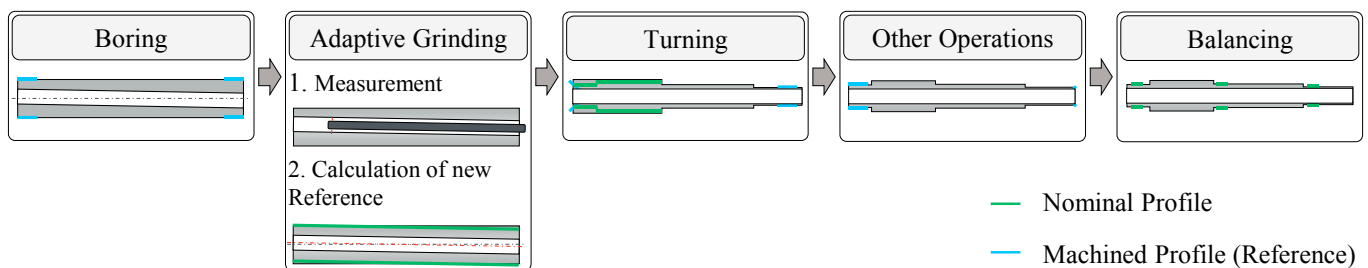 Boring
Adaptive Grinding
Turning
Other Operations
Balancing
1. Measurement
2. Calculation of new
Reference
Nominal Profile
Machined Profile (Reference)